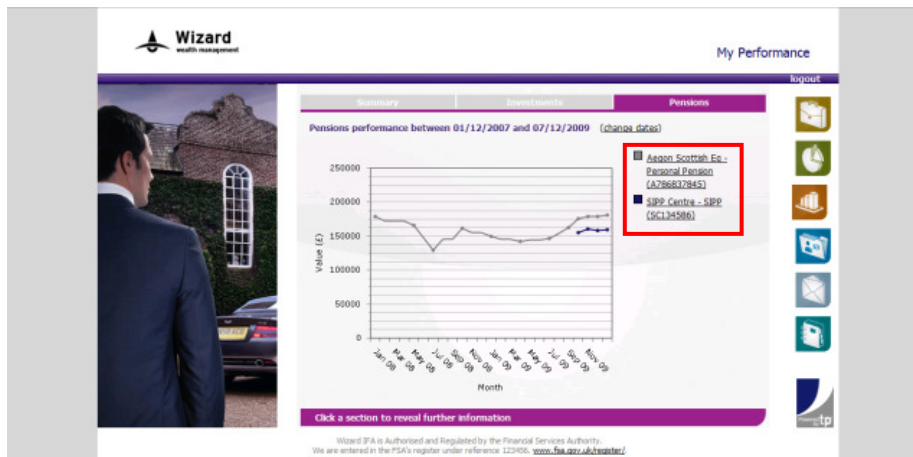 Wizard
wealth management
My Performance
logout
Summary
Investments
Pensions
Pensions performance between 01/12/2007 and 07/12/2009 (change dates)
250000
200000
150000
100000
50000
0
Value (£)
Jan 08
Mar 08
May 08
Jul 08
Sep 08
Nov 08
Jan 09
Mar 09
May 09
Jul 09
Sep 09
Nov 09
Month
Aegon Scottish Eq -
Personal Pension
(A786837845)
SIPP Centre - SIPP
(SC134586)
Click a section to reveal further information
Powered
by tp
Wizard IFA is Authorised and Regulated by the Financial Services Authority.
We are entered in the FSA's register under reference 123456. www.fsa.gov.uk/register/.